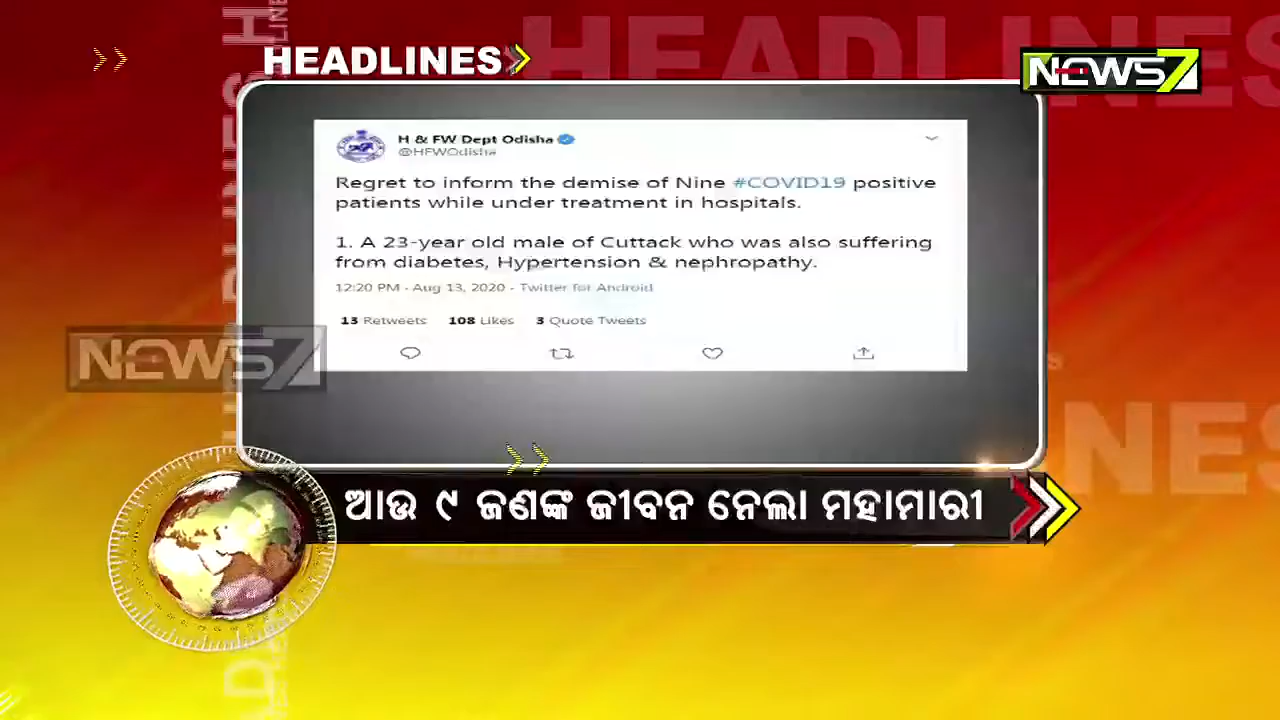 HEADLINES
HEADLINES
NEWS7
H & FW Dept Odisha
@HFWOdisha
Regret to inform the demise of Nine #COVID19 positive
patients while under treatment in hospitals.
1. A 23-year old male of Cuttack who was also suffering
from diabetes, Hypertension & nephropathy.
12:20 PM - Aug 13, 2020 - Twitter for Android
13 Retweets 108 Likes 3 Quote Tweets
NEWS7
ଆଉ ୯ ଜଣଙ୍କ ଜୀବନ ନେଲା ମହାମାରୀ